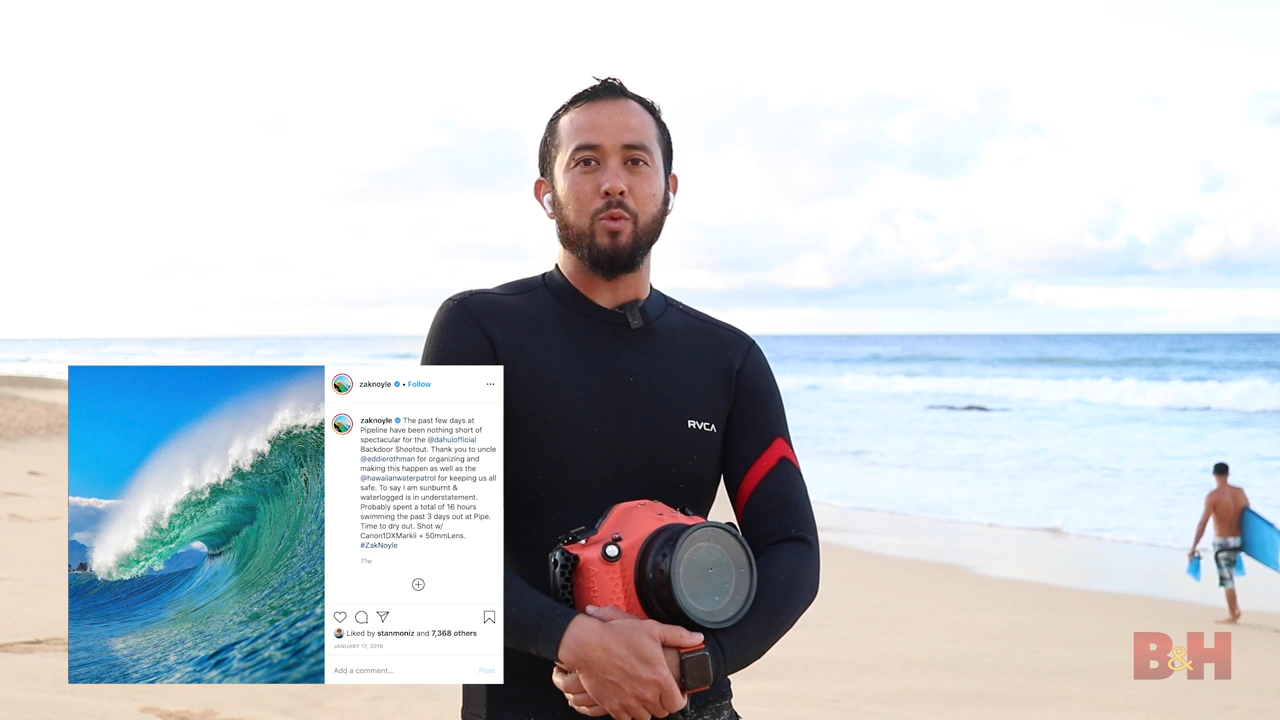 zaknoyle • Follow
zaknoyle The past few days at
Pipeline have been nothing short of
spectacular for the @dahuiofficial
Backdoor Shootout. Thank you to uncle
@eddierothman for organizing and
making this happen as well as the
@hawaiianwaterpatrol for keeping us all
safe. To say I am sunburnt &
waterlogged is in understatement.
Probably spent a total of 16 hours
swimming the past 3 days out at Pipe.
Time to dry out. Shot w/
Canon1DXMarkii + 50mmLens.
#ZakNoyle
71w
Liked by stanmoniz and 7,368 others
JANUARY 17, 2019
Add a comment... Post
RVCA
B&H